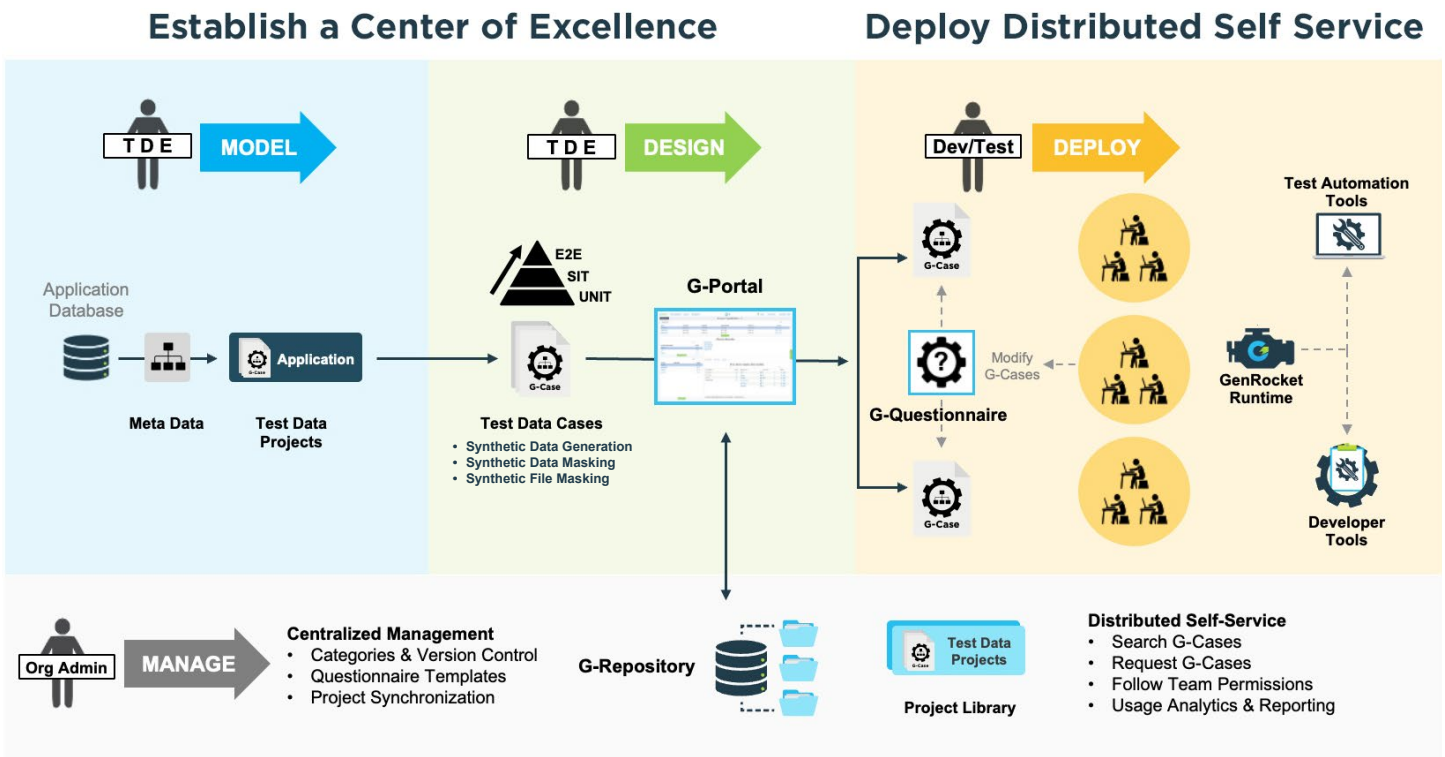 Establish a Center of Excellence
Deploy Distributed Self Service
TDE
MODEL
TDE
DESIGN
Dev/Test
DEPLOY
Application
Database
G-Case
Application
Meta Data
Test Data
Projects
E2E
SIT
UNIT
G-Case
Test Data Cases
• Synthetic Data Generation
• Synthetic Data Masking
• Synthetic File Masking
G-Portal
G-Case
?
G-Questionnaire
G-Case
Modify
G-Cases
Test Automation
Tools
GenRocket
Runtime
Developer
Tools
Org Admin
MANAGE
Centralized Management
• Categories & Version Control
• Questionnaire Templates
• Project Synchronization
G-Repository
G-Case
Test Data
Projects
Project Library
Distributed Self-Service
• Search G-Cases
• Request G-Cases
• Follow Team Permissions
• Usage Analytics & Reporting